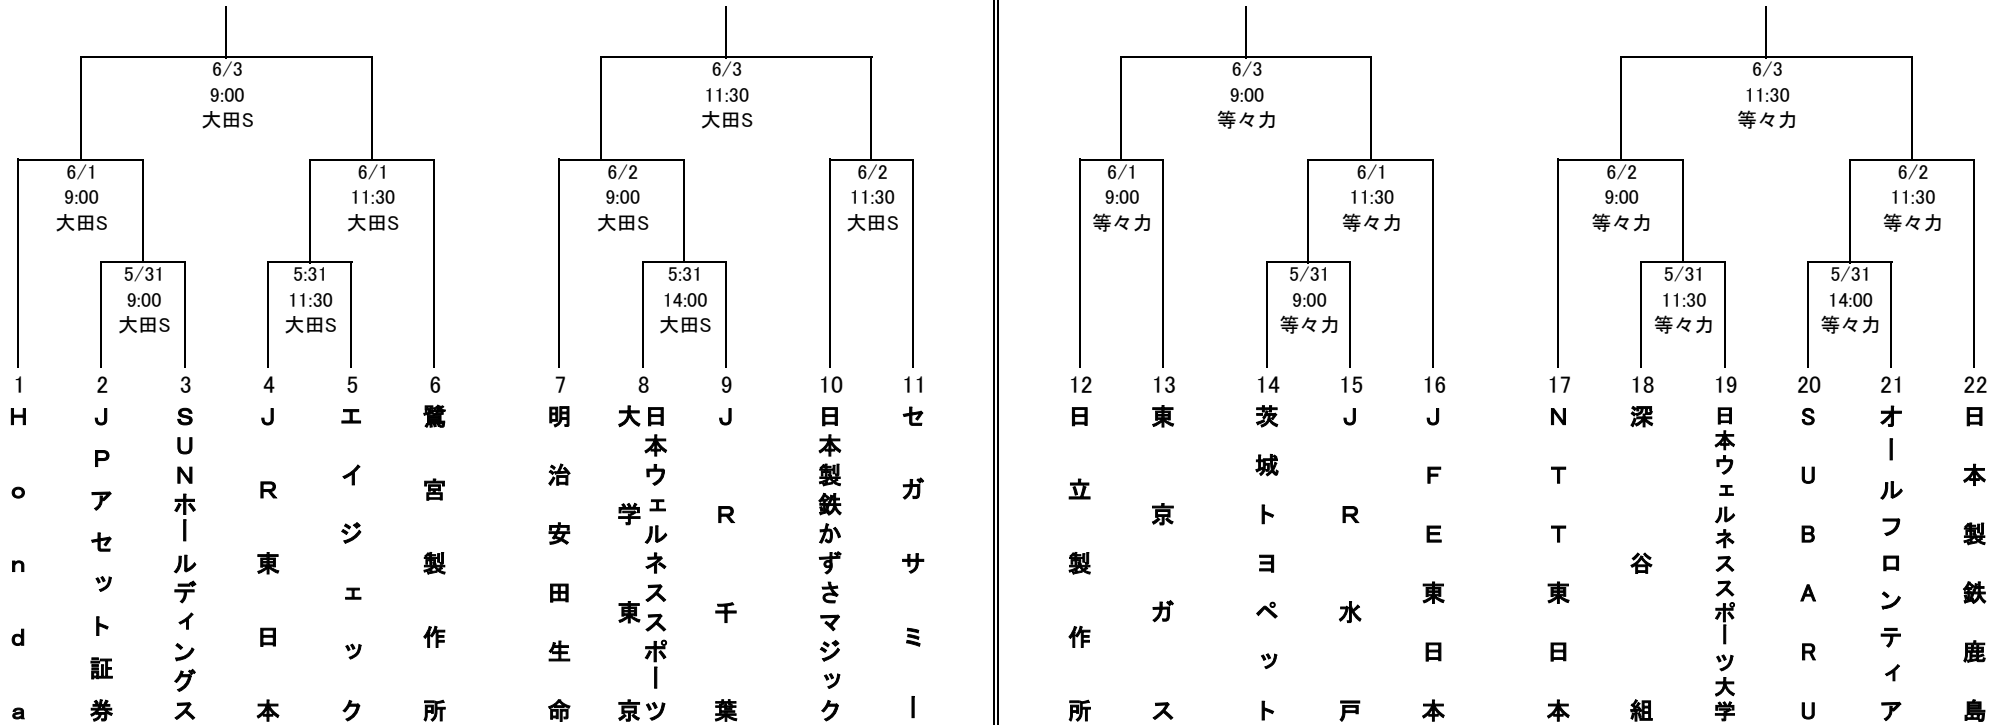 6/3
9:00
大田S
6/3
11:30
大田S
6/3
9:00
等々力
6/3
11:30
等々力
6/1
9:00
大田S
6/1
11:30
大田S
6/2
9:00
大田S
6/2
11:30
大田S
6/1
9:00
等々力
6/1
11:30
等々力
6/2
9:00
等々力
6/2
11:30
等々力
5/31
9:00
大田S
5:31
11:30
大田S
5:31
14:00
大田S
5/31
9:00
等々力
5/31
11:30
等々力
5/31
14:00
等々力
1
Honda
2
JPアセット証券
3
SUNホールディングス
4
JR東日本
5
エイジェック
6
鷺宮製作所
7
明治安田生命
8
日本ウェルネススポーツ
大学東京
9
JR千葉
10
日本製鉄かずさマジック
11
セガサミー
12
日立製作所
13
東京ガス
14
茨城トヨペット
15
JR水戸
16
JFE東日本
17
NTT東日本
18
深谷組
19
日本ウェルネススポーツ大学
20
SUBARU
21
オールフロンティア
22
日本製鉄鹿島